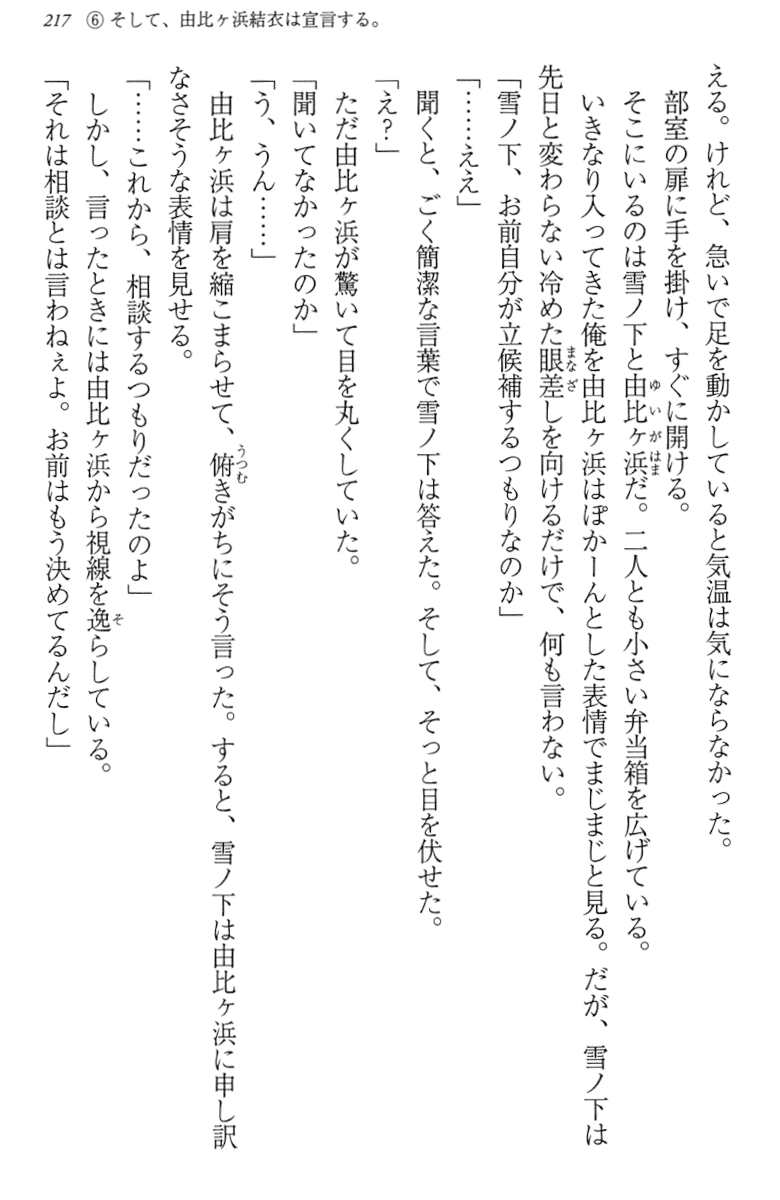 217 ⑥ そして、由比ヶ浜結衣は宣言する。
える。けれど、急いで足を動かしていると気温は気にならなかった。
部室の扉に手を掛け、すぐに開ける。
そこにいるのは雪ノ下と由比ヶ浜だ。二人とも小さい弁当箱を広げている。
いきなり入ってきた俺を由比ヶ浜はぽかーんとした表情でまじまじと見る。だが、雪ノ下は
先日と変わらない冷めた眼差しを向けるだけで、何も言わない。
「雪ノ下、お前自分が立候補するつもりなのか」
「……ええ」
聞くと、ごく簡潔な言葉で雪ノ下は答えた。そして、そっと目を伏せた。
「え?」
ただ由比ヶ浜が驚いて目を丸くしていた。
「聞いてなかったのか」
「う、うん……」
由比ヶ浜は肩を縮こまらせて、俯きがちにそう言った。すると、雪ノ下は由比ヶ浜に申し訳
なさそうな表情を見せる。
「……これから、相談するつもりだったのよ」
しかし、言ったときには由比ヶ浜から視線を逸らしている。
「それは相談とは言わねぇよ。お前はもう決めてるんだし」